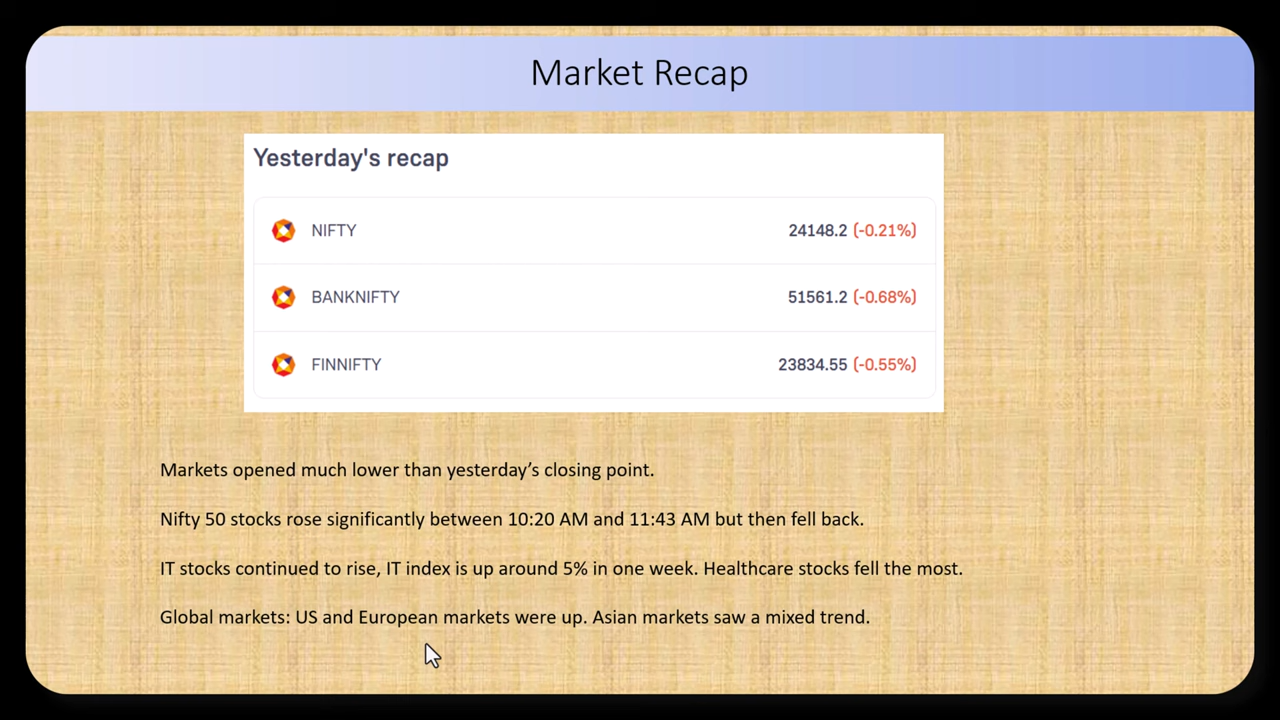 Market Recap
Yesterday's recap
NIFTY 24148.2 (-0.21%)
BANKNIFTY 51561.2 (-0.68%)
FINNIFTY 23834.55 (-0.55%)
Markets opened much lower than yesterday’s closing point.
Nifty 50 stocks rose significantly between 10:20 AM and 11:43 AM but then fell back.
IT stocks continued to rise, IT index is up around 5% in one week. Healthcare stocks fell the most.
Global markets: US and European markets were up. Asian markets saw a mixed trend.